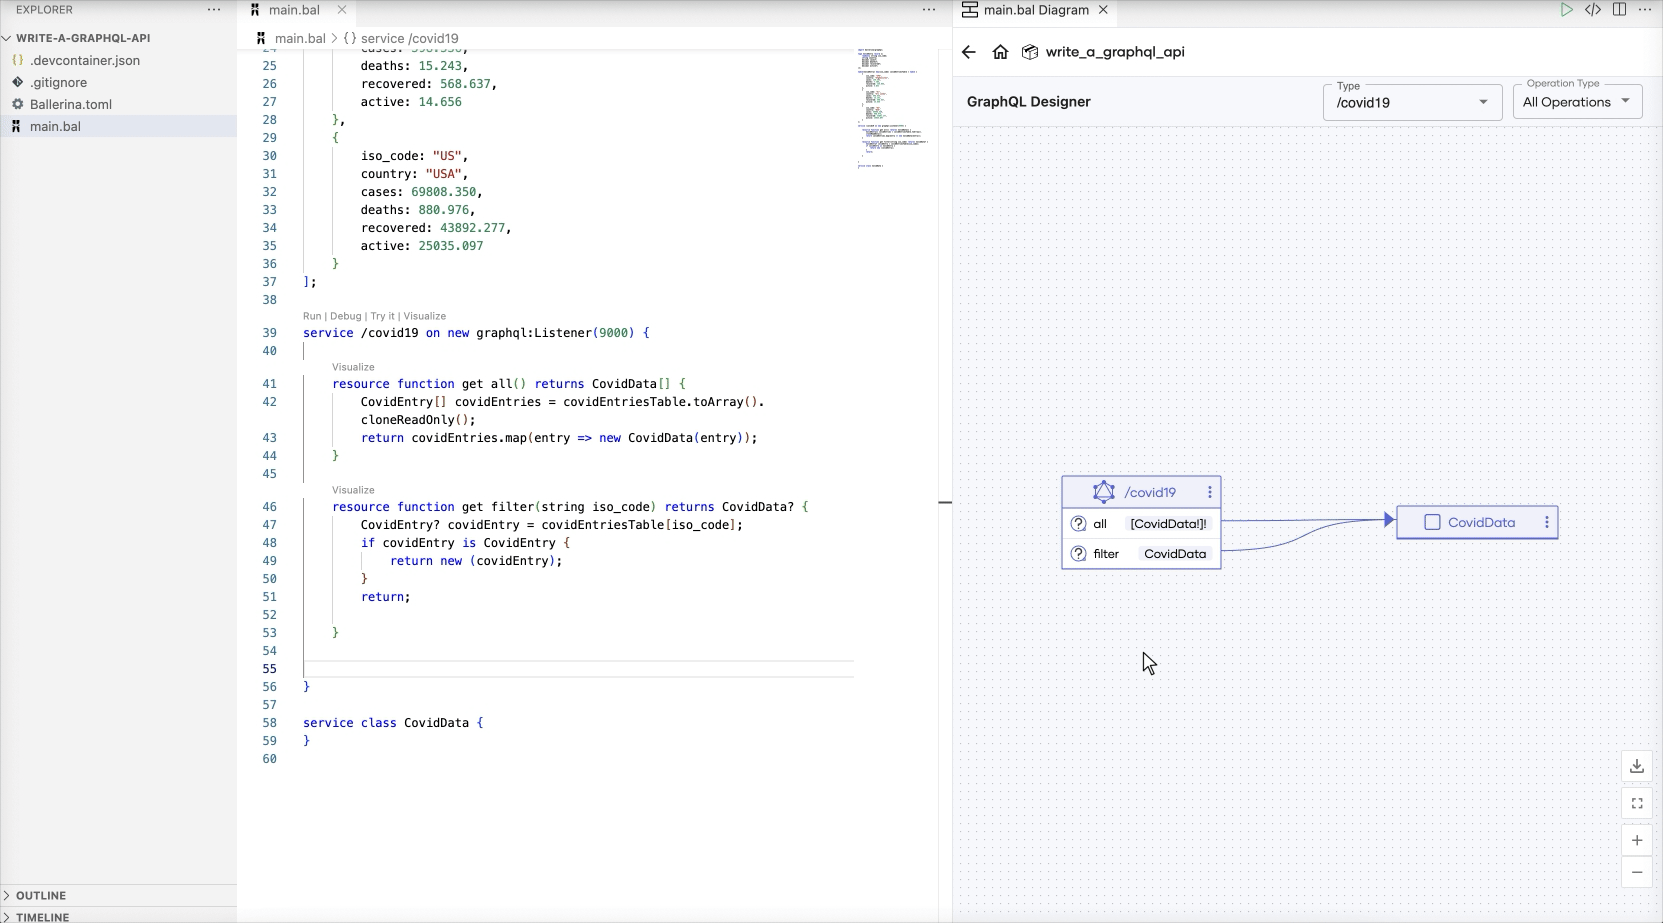 EXPLORER
WRITE-A-GRAPHQL-API
{} .devcontainer.json
.gitignore
Ballerina.toml
main.bal
OUTLINE
TIMELINE
main.bal
main.bal > {} service /covid19
25 deaths: 15.243,
26 recovered: 568.637,
27 active: 14.656
28 },
29 {
30 iso_code: "US",
31 country: "USA",
32 cases: 69808.350,
33 deaths: 880.976,
34 recovered: 43892.277,
35 active: 25035.097
36 }
37 ];
38
Run | Debug | Try it | Visualize
39 service /covid19 on new graphql:Listener(9000) {
40
Visualize
41 resource function get all() returns CovidData[] {
42 CovidEntry[] covidEntries = covidEntriesTable.toArray().
cloneReadOnly();
43 return covidEntries.map(entry => new CovidData(entry));
44 }
45
Visualize
46 resource function get filter(string iso_code) returns CovidData? {
47 CovidEntry? covidEntry = covidEntriesTable[iso_code];
48 if covidEntry is CovidEntry {
49 return new (covidEntry);
50 }
51 return;
52
53 }
54
55
56 }
57
58 service class CovidData {
59 }
60
main.bal Diagram
write_a_graphql_api
GraphQL Designer
Type
/covid19
Operation Type
All Operations
/covid19
all [CovidData!]!
filter CovidData
CovidData